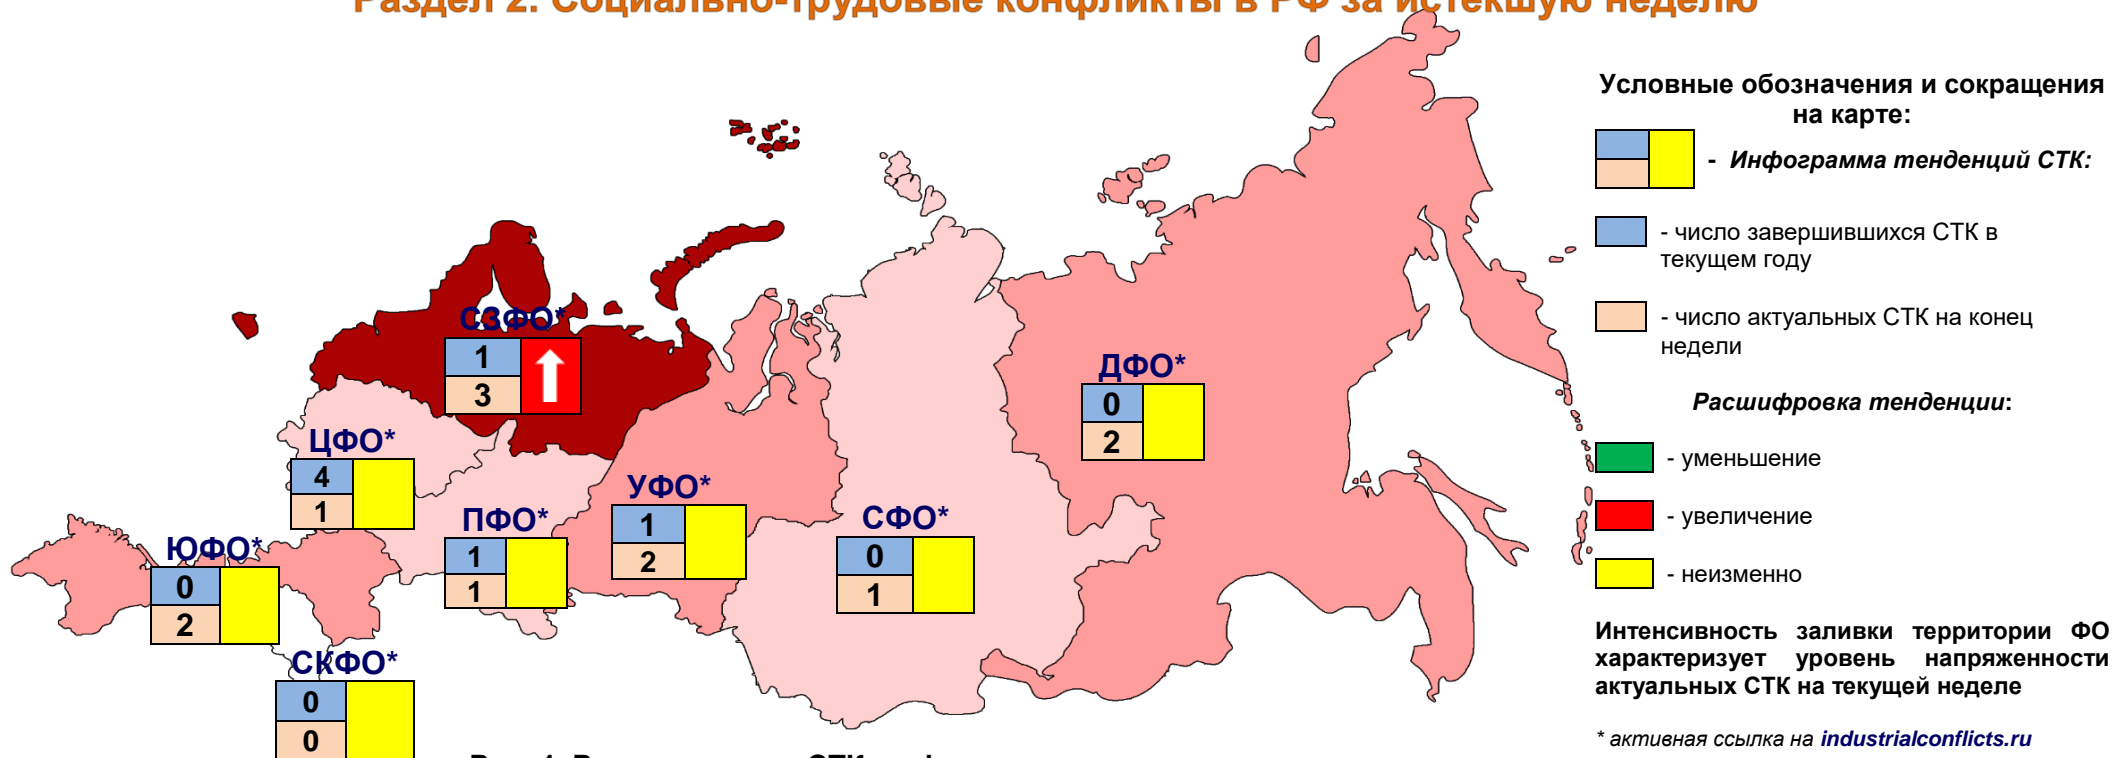 Раздел 2. Социально-трудовые конфликты в РФ за истекшую неделю
Условные обозначения и сокращения
на карте:
- Инфограмма тенденций СТК:
- число завершившихся СТК в
текущем году
- число актуальных СТК на конец
недели
Расшифровка тенденции:
- уменьшение
- увеличение
- неизменно
Интенсивность заливки территории ФО
характеризует уровень напряженности
актуальных СТК на текущей неделе
* активная ссылка на industrialconflicts.ru
СЗФО*
1
3
ДФО*
0
2
ЦФО*
4
1
УФО*
1
2
ПФО*
1
1
СФО*
0
1
ЮФО*
0
2
СКФО*
0
0